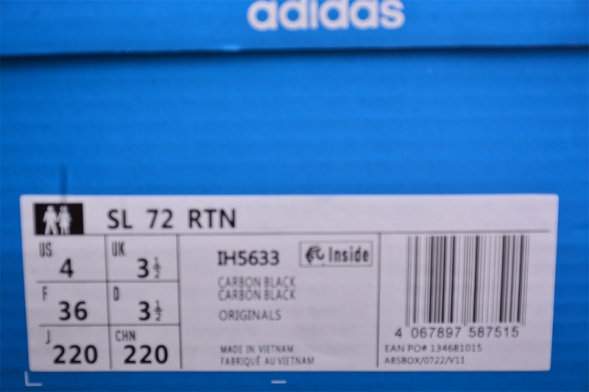 adidas
SL 72 RTN
US 4 UK 3½
F 36 D 3½
J 220 CHN 220
IH5633 Inside
CARBON BLACK
CARBON BLACK
ORIGINALS
MADE IN VIETNAM
FABRIQUÉ AU VIETNAM
4 067897 587515
EAN PO# 134681015
ARSBOX/0722/V11